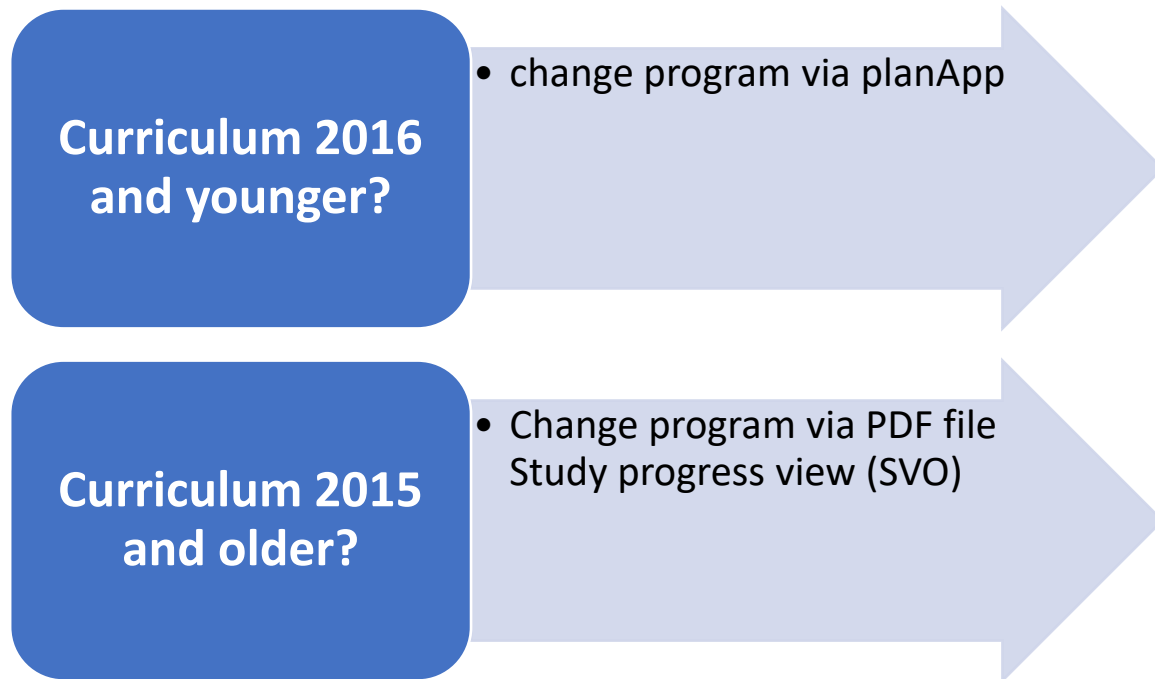 Curriculum 2016
and younger?
• change program via planApp
Curriculum 2015
and older?
• Change program via PDF file
Study progress view (SVO)